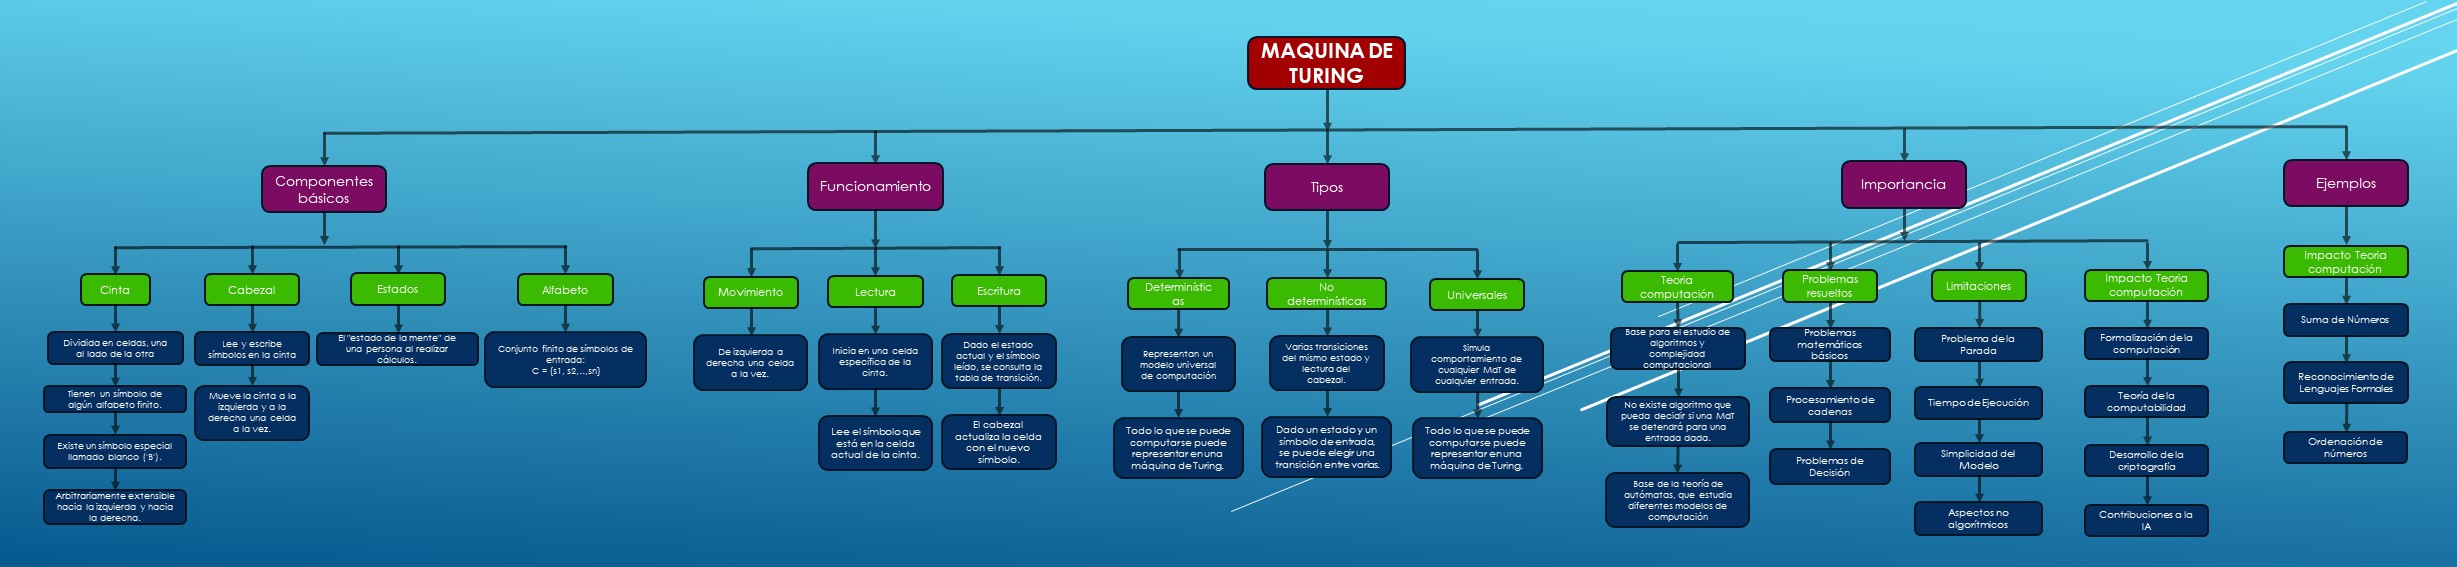 MAQUINA DE
TURING
Componentes
básicos
Funcionamiento
Tipos
Importancia
Ejemplos
Cinta
Dividida en celdas, una
al lado de la otra
Tienen un símbolo de
algún alfabeto finito.
Existe un símbolo especial
llamado blanco ('B').
Arbitrariamente extensible
hacia la izquierda y hacia
la derecha.
Cabezal
Lee y escribe
símbolos en la cinta
Mueve la cinta a la
izquierda y a la
derecha una celda
a la vez.
Estados
El "estado de la mente" de
una persona al realizar
cálculos.
Alfabeto
Conjunto finito de símbolos de
entrada:
C = {s1, s2,..,sn}
Movimiento
De izquierda a
derecha una celda
a la vez.
Lectura
Inicia en una celda
específica de la
cinta.
Lee el símbolo que
está en la celda
actual de la cinta.
Escritura
Dado el estado
actual y el símbolo
leído, se consulta la
tabla de transición.
El cabezal
actualiza la celda
con el nuevo
símbolo.
Determinístic
as
Representan un
modelo universal
de computación
Todo lo que se puede
computarse puede
representar en una
máquina de Turing.
No
determinísticas
Varias transiciones
del mismo estado y
lectura del
cabezal.
Dado un estado y un
símbolo de entrada,
se puede elegir una
transición entre varias.
Universales
Simula
comportamiento de
cualquier MdT de
cualquier entrada.
Todo lo que se puede
computarse puede
representar en una
máquina de Turing.
Teoria
computación
Base para el estudio de
algoritmos y
complejidad
computacional
No existe algoritmo que
pueda decidir si una MdT
se detendrá para una
entrada dada.
Base de la teoría de
autómatas, que estudia
diferentes modelos de
computación
Problemas
resueltos
Problemas
matemáticos
básicos
Procesamiento de
cadenas
Problemas de
Decisión
Limitaciones
Problema de la
Parada
Tiempo de Ejecución
Simplicidad del
Modelo
Aspectos no
algorítmicos
Impacto Teoria
computación
Formalización de la
computación
Teoría de la
computabilidad
Desarrollo de la
criptografía
Contribuciones a la
IA
Impacto Teoria
computación
Suma de Números
Reconocimiento de
Lenguajes Formales
Ordenación de
números